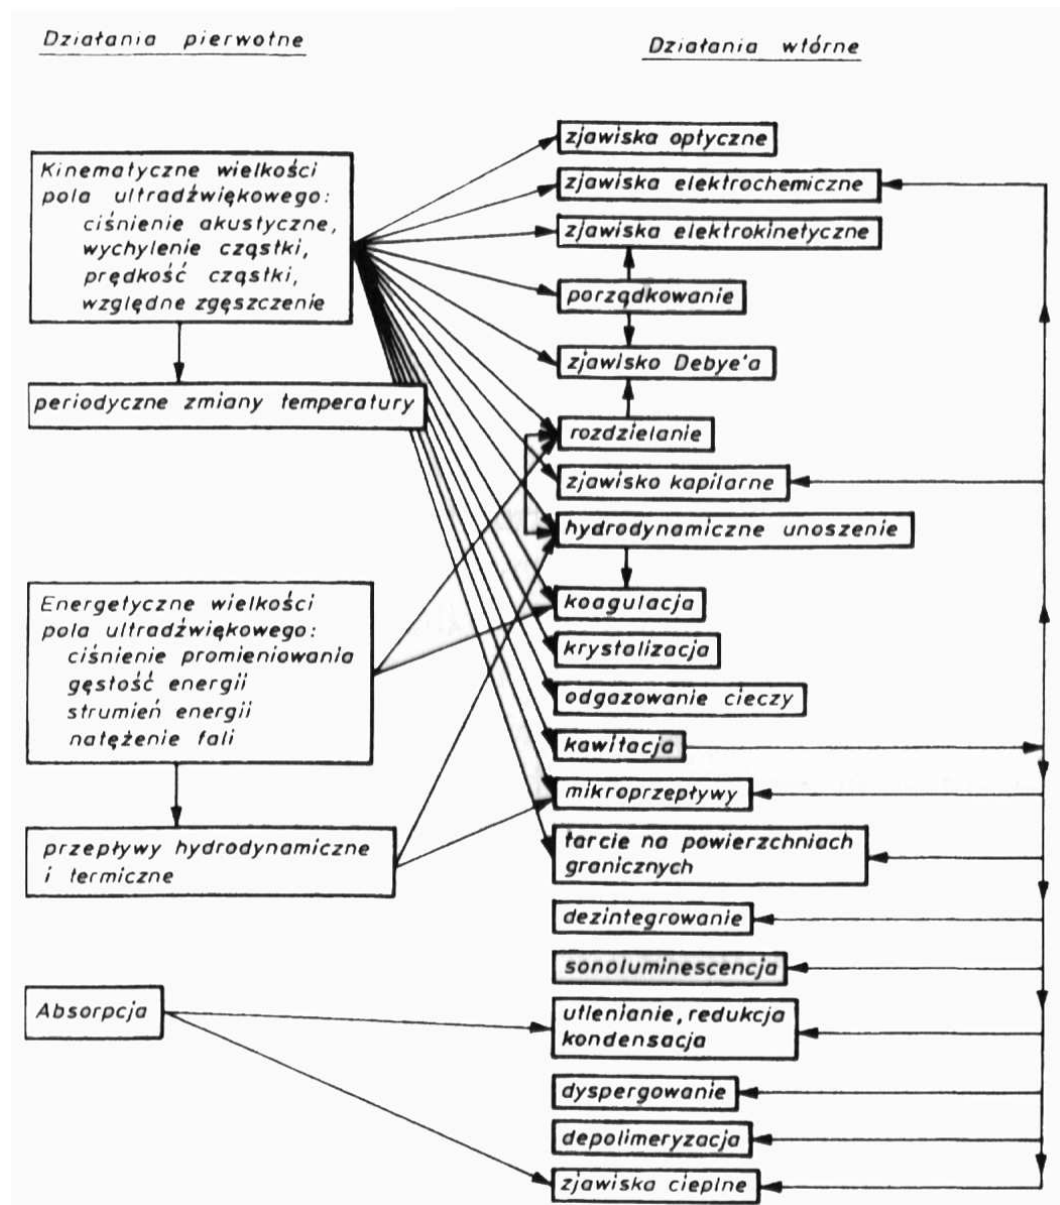 Działania pierwotne
Działania wtórne
Kinematyczne wielkości
pola ultradźwiękowego:
ciśnienie akustyczne,
wychylenie cząstki,
prędkość cząstki,
względne zgęszczenie
periodyczne zmiany temperatury
Energetyczne wielkości
pola ultradźwiękowego:
ciśnienie promieniowania
gęstość energii
strumień energii
natężenie fali
przepływy hydrodynamiczne
i termiczne
Absorpcja
zjawiska optyczne
zjawiska elektrochemiczne
zjawiska elektrokinetyczne
porządkowanie
zjawisko Debye'a
rozdzielanie
zjawisko kapilarne
hydrodynamiczne unoszenie
koagulacja
krystalizacja
odgazowanie cieczy
kawitacja
mikroprzepływy
tarcie na powierzchniach
granicznych
dezintegrowanie
sonoluminescencja
utlenianie, redukcja
kondensacja
dyspergowanie
depolimeryzacja
zjawiska cieplne